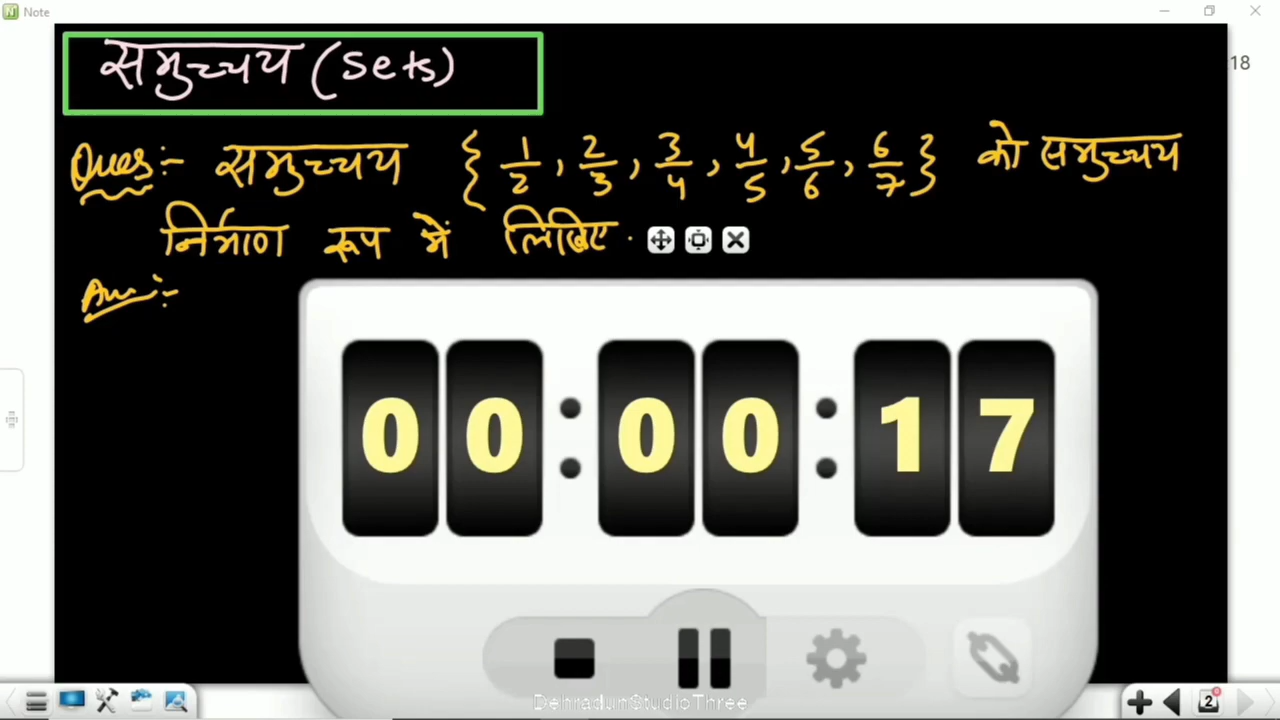 Note
समुच्चय (Sets)
18
Ques:- समुच्चय {1/2, 2/3, 3/4, 4/5, 5/6, 6/7} को समुच्चय
निर्माण रूप में लिखिए.
Ans:-
00:00:17
DehradunStudioThree
2